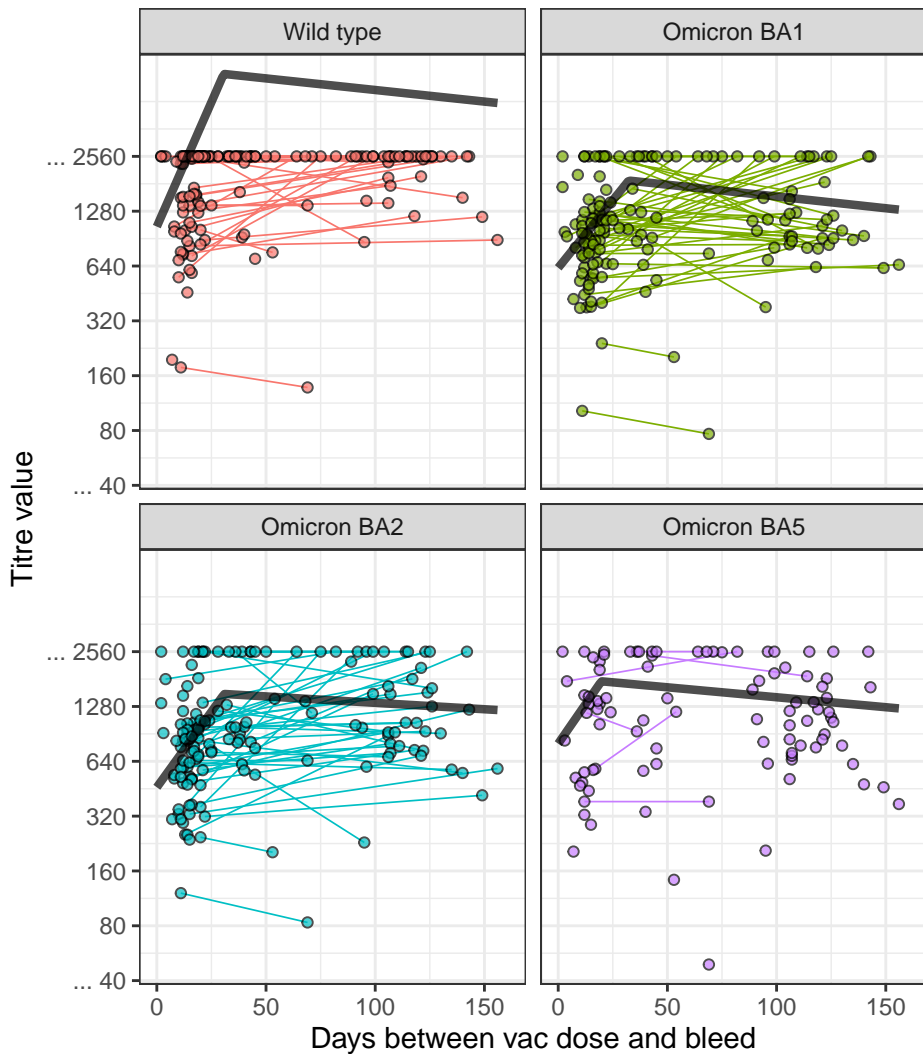 Wild type
Omicron BA1
... 2560
1280
640
320
160
80
... 40
Titre value
Omicron BA2
Omicron BA5
... 2560
1280
640
320
160
80
... 40
0 50 100 150
0 50 100 150
Days between vac dose and bleed